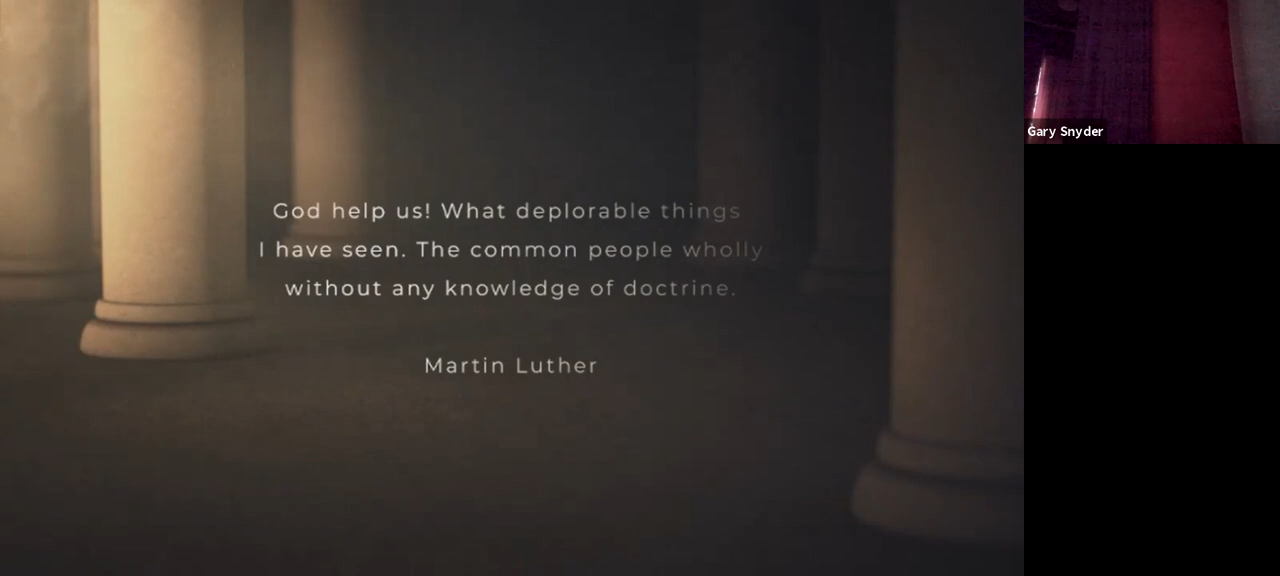 God help us! What deplorable things
I have seen. The common people wholly
without any knowledge of doctrine.
Martin Luther
Gary Snyder